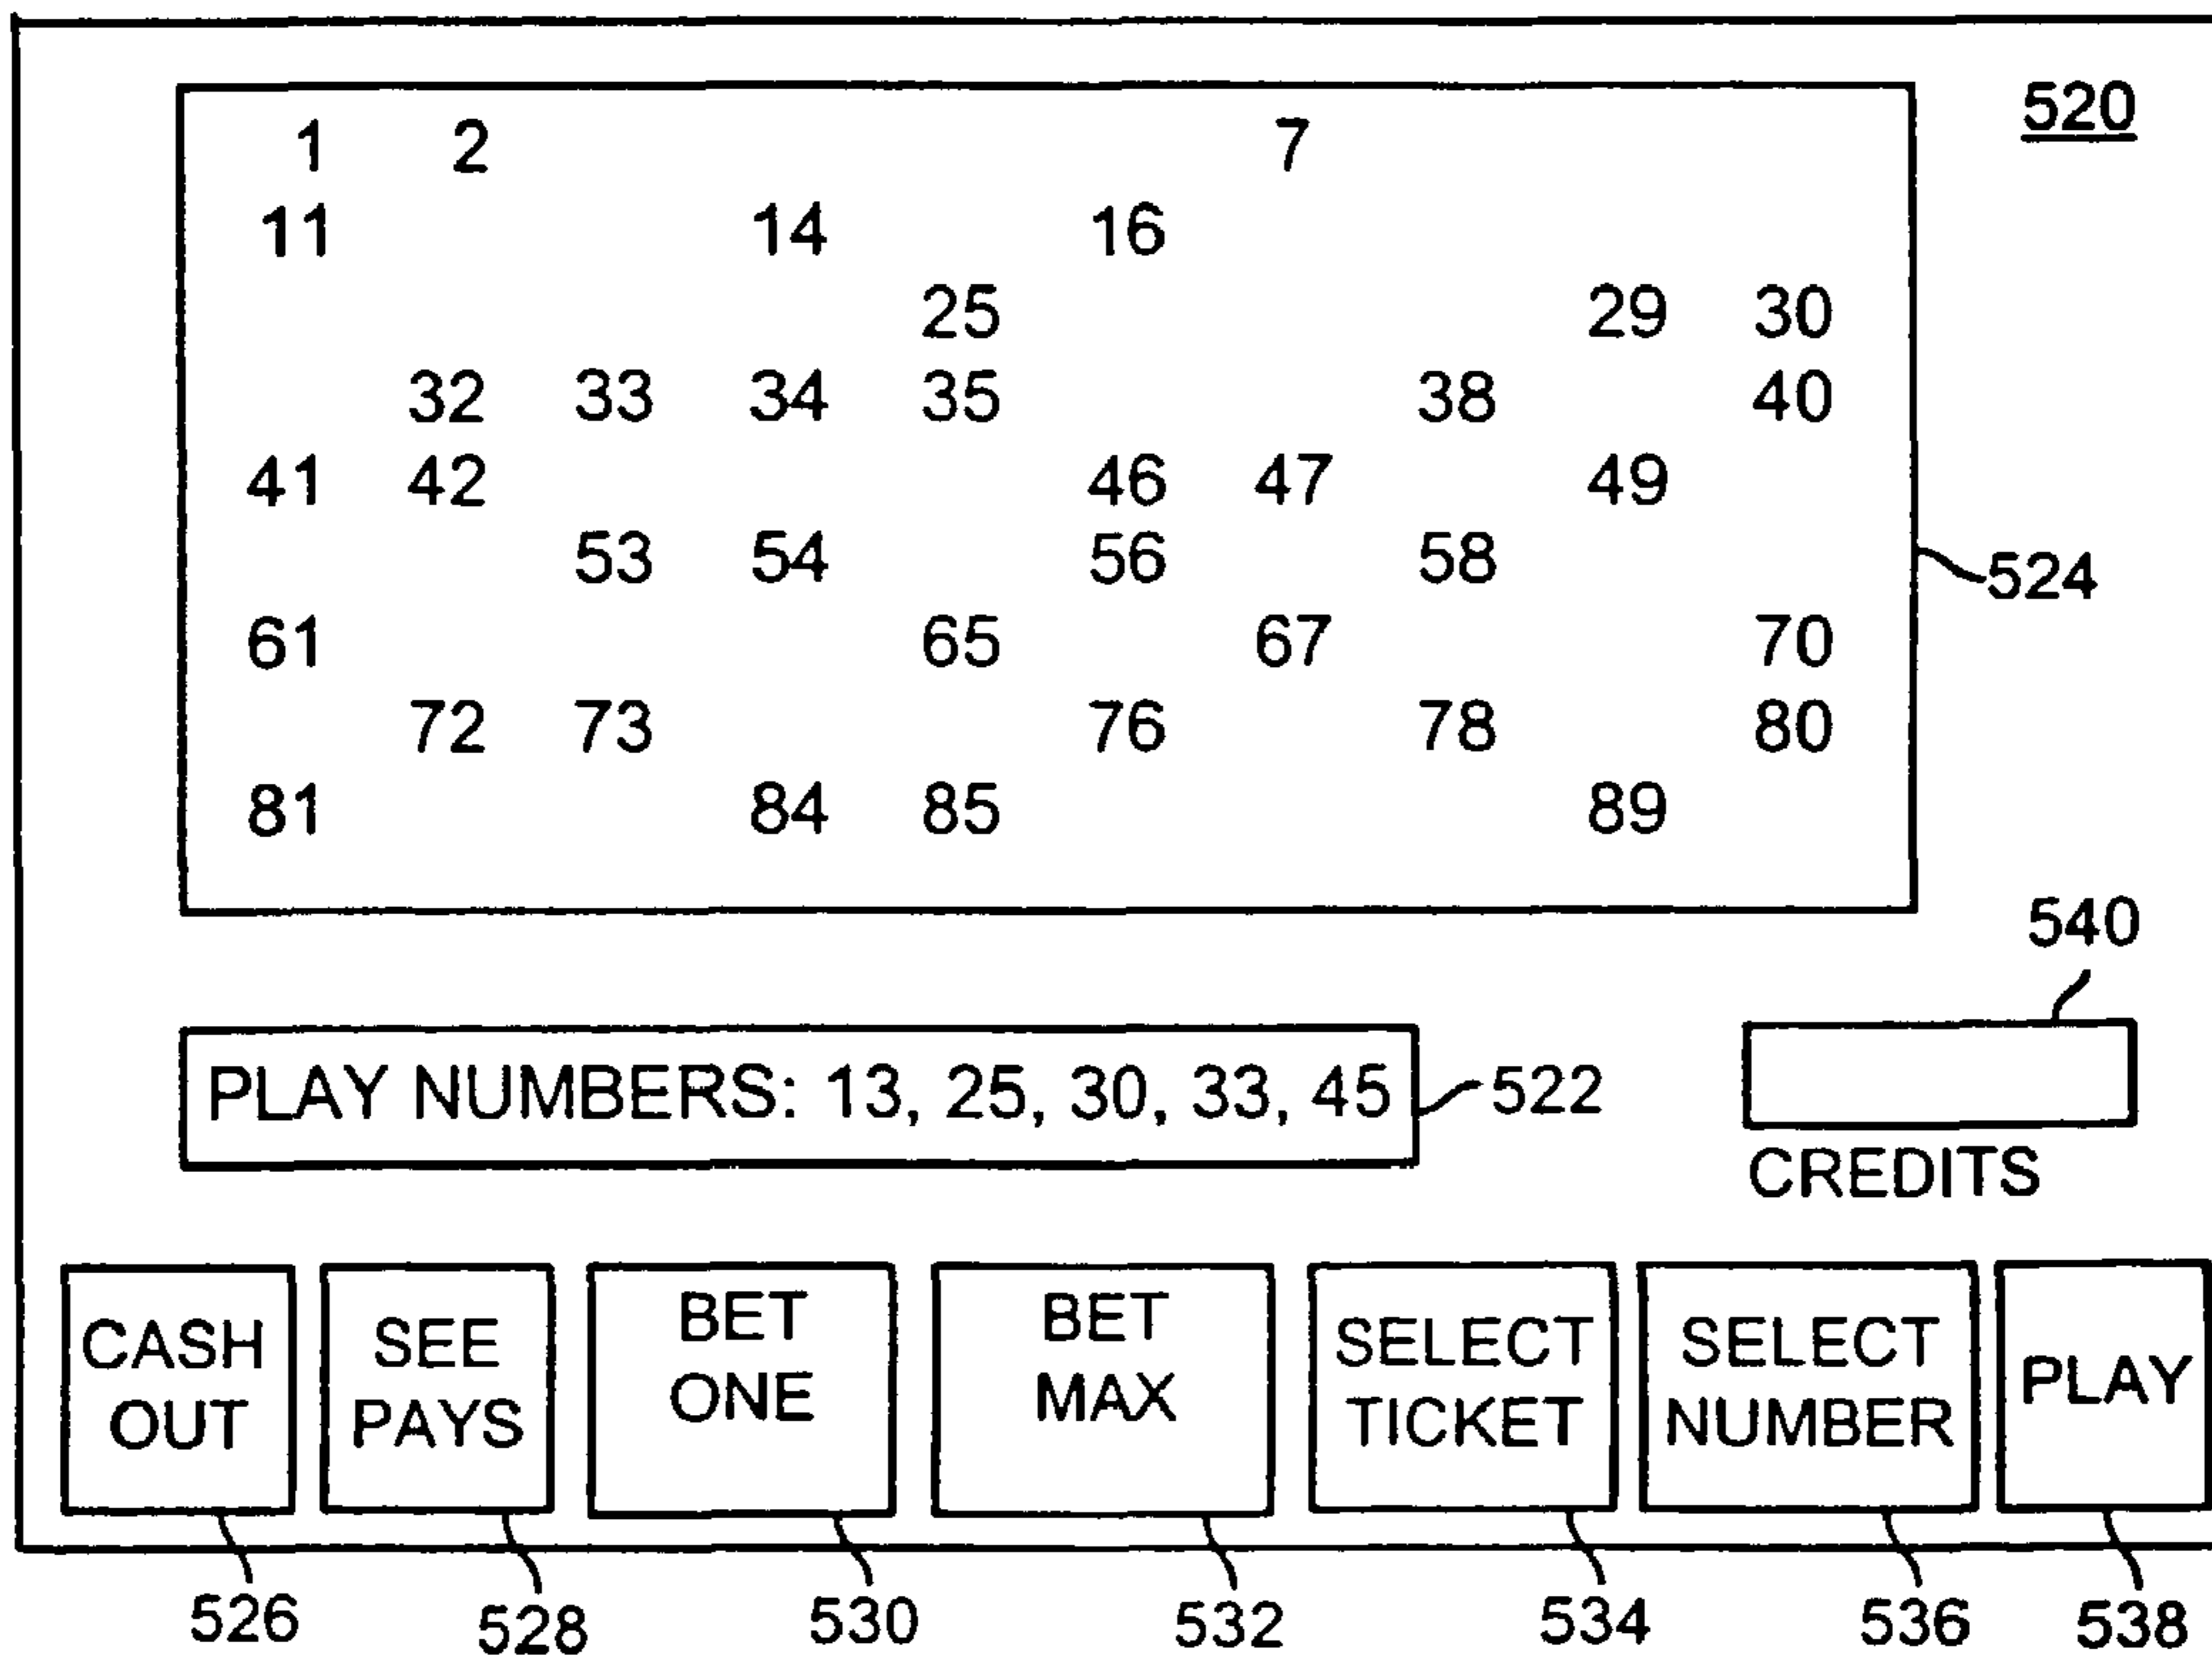 520
1 2 7
11 14 16
25 29 30
32 33 34 35 38 40
41 42 46 47 49
53 54 56 58
524
61 65 67 70
72 73 76 78 80
81 84 85 89
540
PLAY NUMBERS: 13, 25, 30, 33, 45
522
CREDITS
CASH
OUT
SEE
PAYS
BET
ONE
BET
MAX
SELECT
TICKET
SELECT
NUMBER
PLAY
526 528 530 532 534 536 538